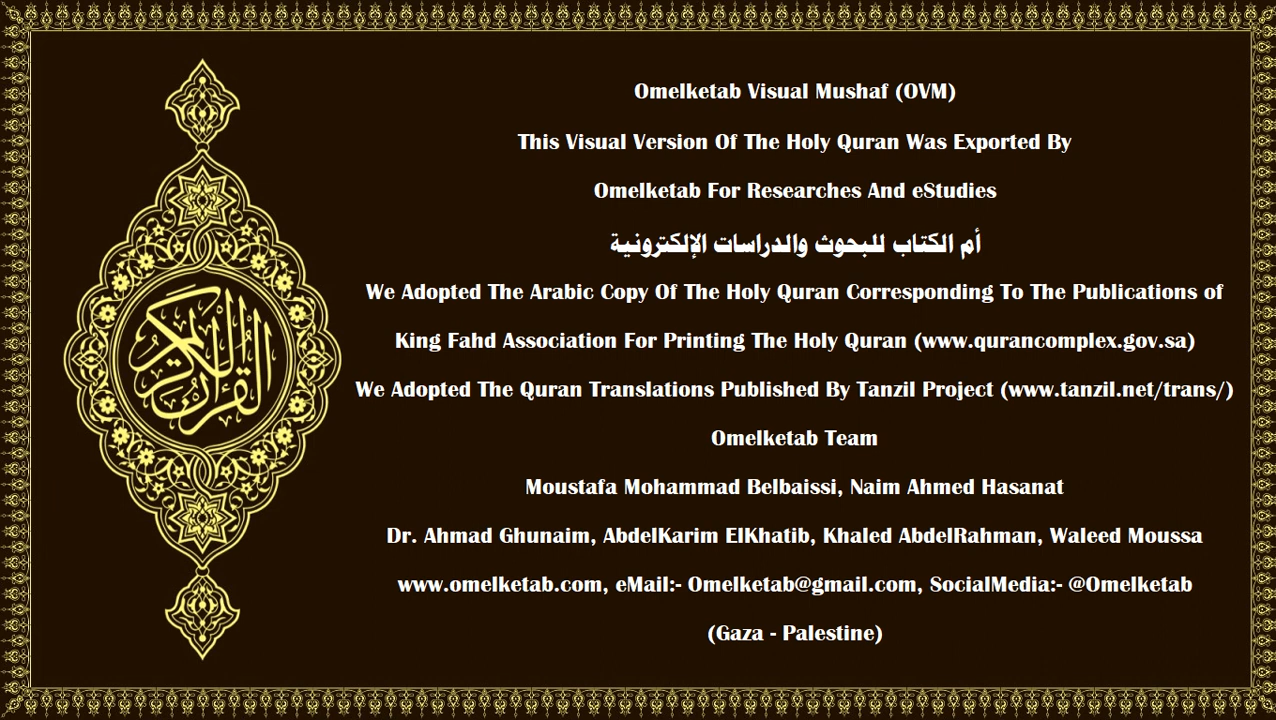 Omelketab Visual Mushaf (OVM)
This Visual Version Of The Holy Quran Was Exported By
Omelketab For Researches And eStudies
أم الكتاب للبحوث والدراسات الإلكترونية
We Adopted The Arabic Copy Of The Holy Quran Corresponding To The Publications of
King Fahd Association For Printing The Holy Quran (www.qurancomplex.gov.sa)
We Adopted The Quran Translations Published By Tanzil Project (www.tanzil.net/trans/)
Omelketab Team
Moustafa Mohammad Belbaissi, Naim Ahmed Hasanat
Dr. Ahmad Ghunaim, AbdelKarim ElKhatib, Khaled AbdelRahman, Waleed Moussa
www.omelketab.com, eMail:- Omelketab@gmail.com, SocialMedia:- @Omelketab
(Gaza - Palestine)
القرآن الكريم